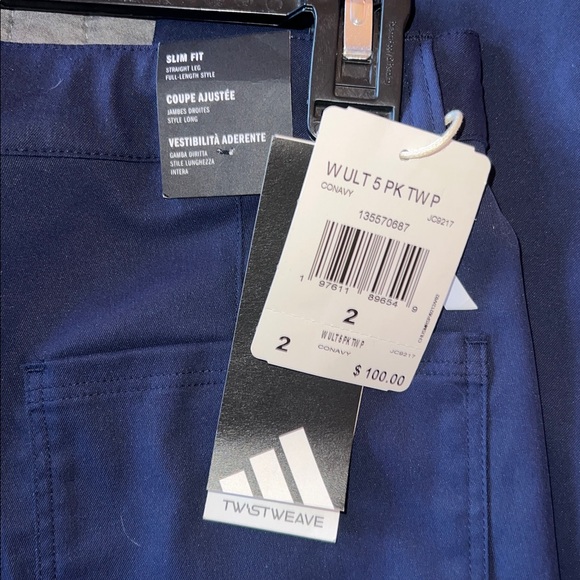 SLIM FIT
STRAIGHT LEG
FULL-LENGTH STYLE
COUPE AJUSTÉE
JAMBES DROITES
STYLE LONG
VESTIBILITÀ ADERENTE
GAMBA DIRITTA
STILE LUNGHEZZA
INTERA
W ULT 5 PK TW P
CONAVY
JC9217
135570687
1 97611 89654 9
2
2
W ULT 5 PK TW P
CONAVY
JC9217
$ 100.00
TWISTWEAVE